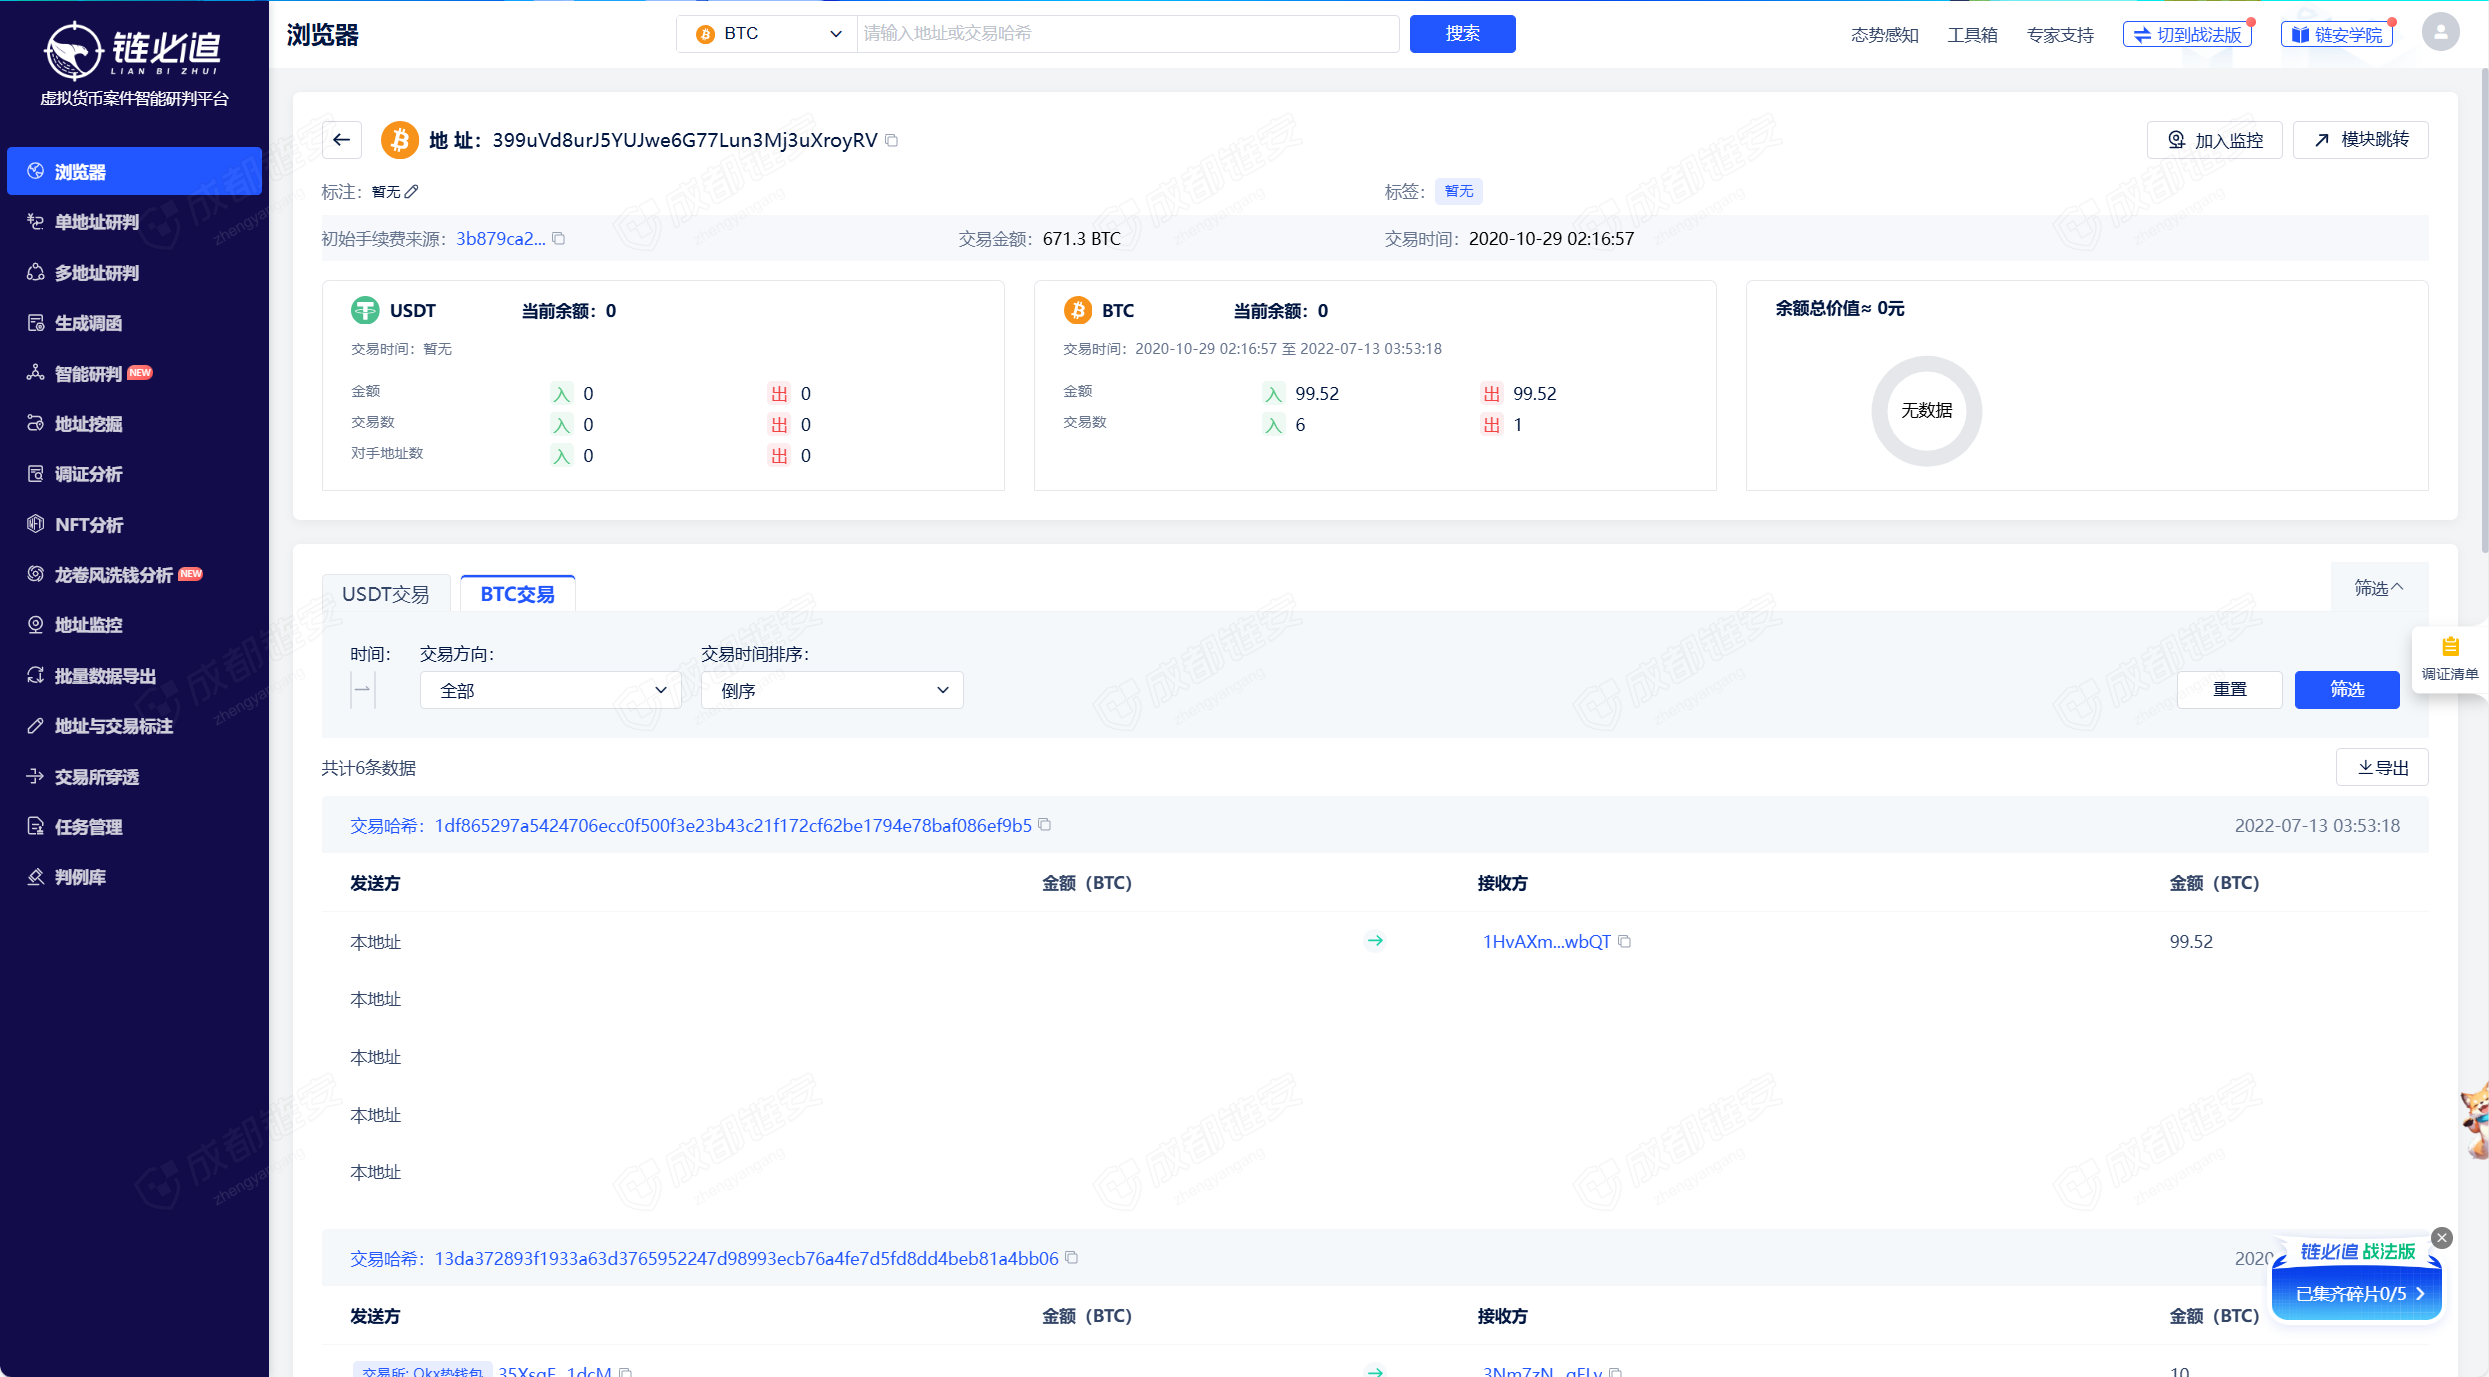 链必追
LIAN BI ZHUI
虚拟货币案件智能研判平台
浏览器
单地址研判
多地址研判
生成调函
智能研判 NEW
地址挖掘
调证分析
NFT分析
龙卷风洗钱分析 NEW
地址监控
批量数据导出
地址与交易标注
交易所穿透
任务管理
判例库
浏览器
BTC
请输入地址或交易哈希
搜索
态势感知
工具箱
专家支持
切到战法版
链安学院
地 址：399uVd8urJ5YUJwe6G77Lun3Mj3uXroyRV
加入监控
模块跳转
标注：暂无
标签：暂无
初始手续费来源：3b879ca2...
交易金额：671.3 BTC
交易时间：2020-10-29 02:16:57
USDT 当前余额：0
交易时间：暂无
金额 入 0 出 0
交易数 入 0 出 0
对手地址数 入 0 出 0
BTC 当前余额：0
交易时间：2020-10-29 02:16:57 至 2022-07-13 03:53:18
金额 入 99.52 出 99.52
交易数 入 6 出 1
余额总价值≈ 0元
无数据
USDT交易
BTC交易
筛选
时间：
交易方向：
全部
交易时间排序：
倒序
重置
筛选
调证清单
共计6条数据
导出
交易哈希：1df865297a5424706ecc0f500f3e23b43c21f172cf62be1794e78baf086ef9b5
2022-07-13 03:53:18
发送方 金额（BTC） 接收方 金额（BTC）
本地址 1HvAXm...wbQT 99.52
本地址
本地址
本地址
本地址
交易哈希：13da372893f1933a63d3765952247d98993ecb76a4fe7d5fd8dd4beb81a4bb06
2020
发送方 金额（BTC） 接收方 金额（BTC）
链必追 战法版
已集齐碎片0/5
成都链安
zhengyangang